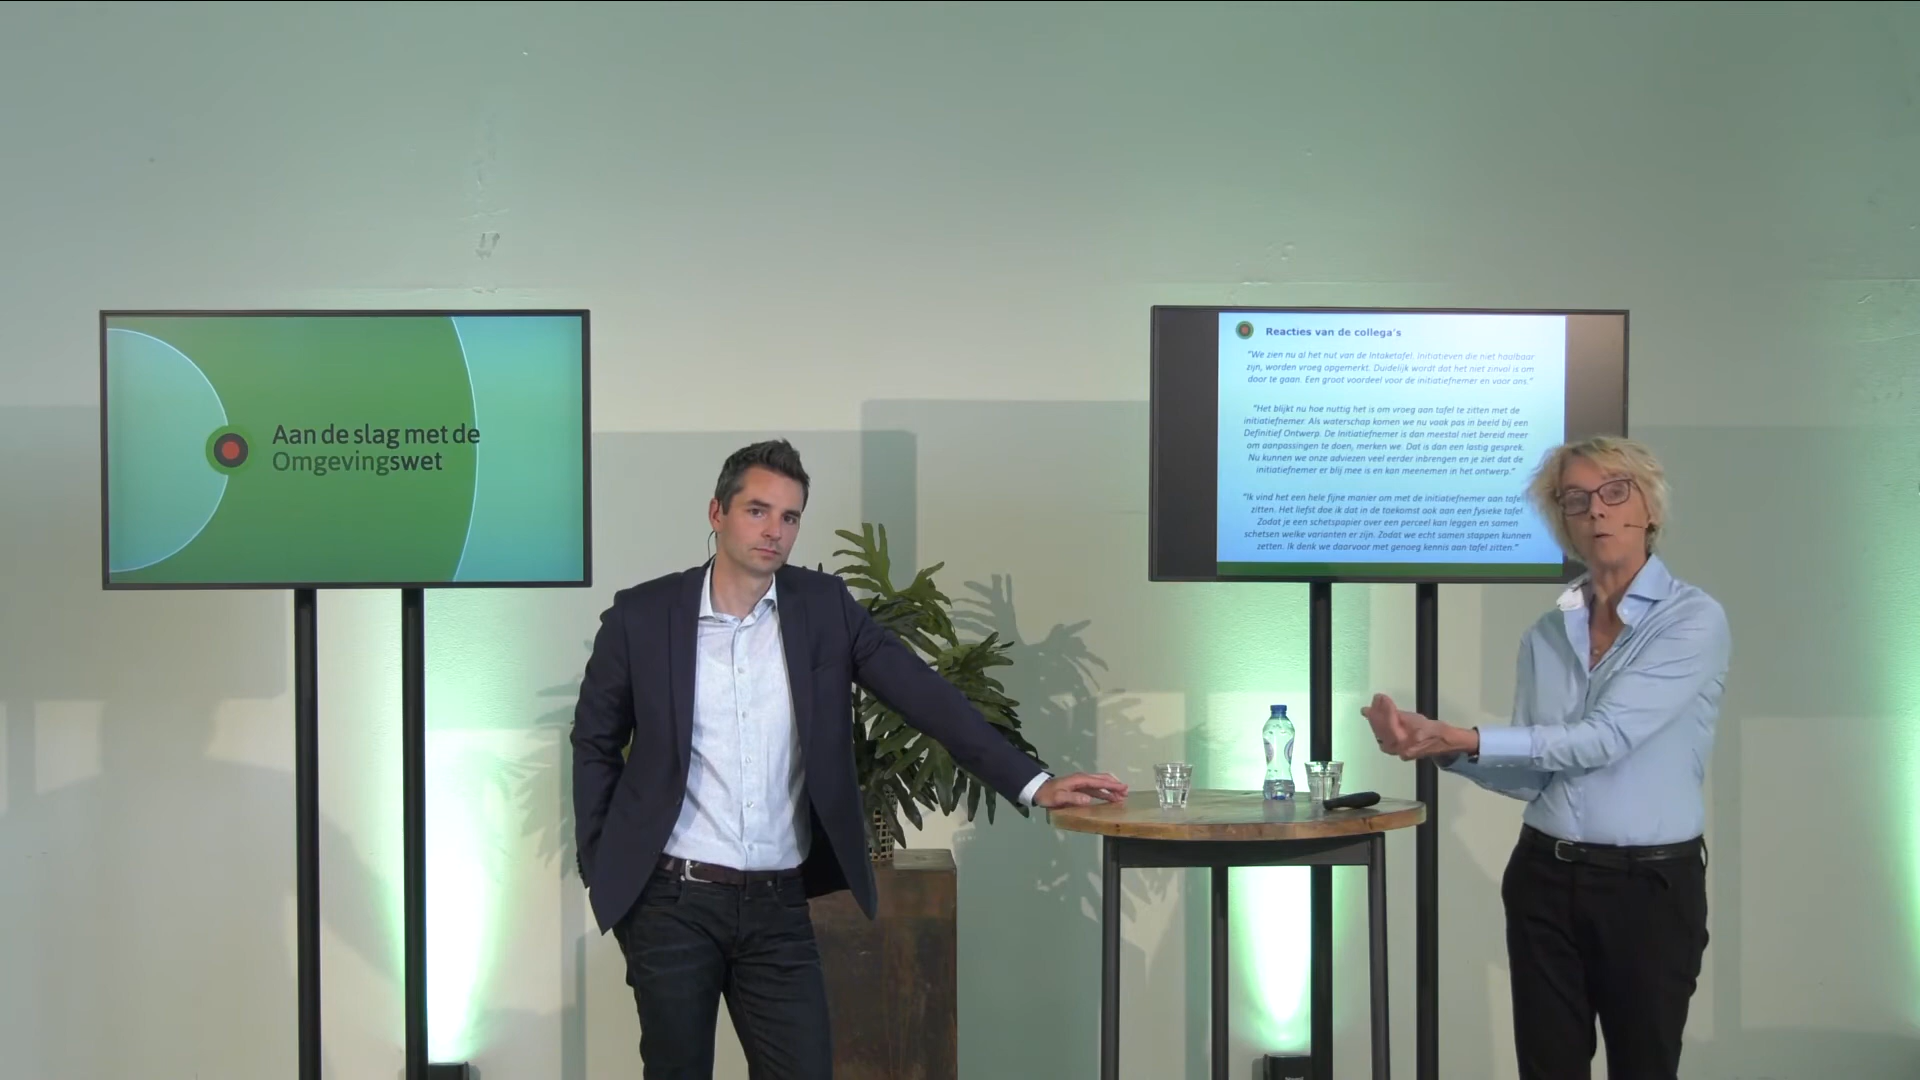 Aan de slag met de
Omgevingswet
Reacties van de collega's
"We zien nu al het nut van de Intaketafel. Initiatieven die niet haalbaar
zijn, worden vroeg opgemerkt. Duidelijk wordt dat het niet zinvol is om
door te gaan. Een groot voordeel voor de initiatiefnemer en voor ons."
"Het blijkt nu hoe nuttig het is om vroeg aan tafel te zitten met de
initiatiefnemer. Als waterschap komen we nu vaak pas in beeld bij een
Definitief Ontwerp. De Initiatiefnemer is dan meestal niet bereid meer
om aanpassingen te doen, merken we. Dat is dan een lastig gesprek.
Nu kunnen we onze adviezen veel eerder inbrengen en je ziet dat de
initiatiefnemer er blij mee is en kan meenemen in het ontwerp."
"Ik vind het een hele fijne manier om met de initiatiefnemer aan tafel
zitten. Het liefst doe ik dat in de toekomst ook aan een fysieke tafel.
Zodat je een schetspapier over een perceel kan leggen en samen
schetsen welke varianten er zijn. Zodat we echt samen stappen kunnen
zetten. Ik denk we daarvoor met genoeg kennis aan tafel zitten."